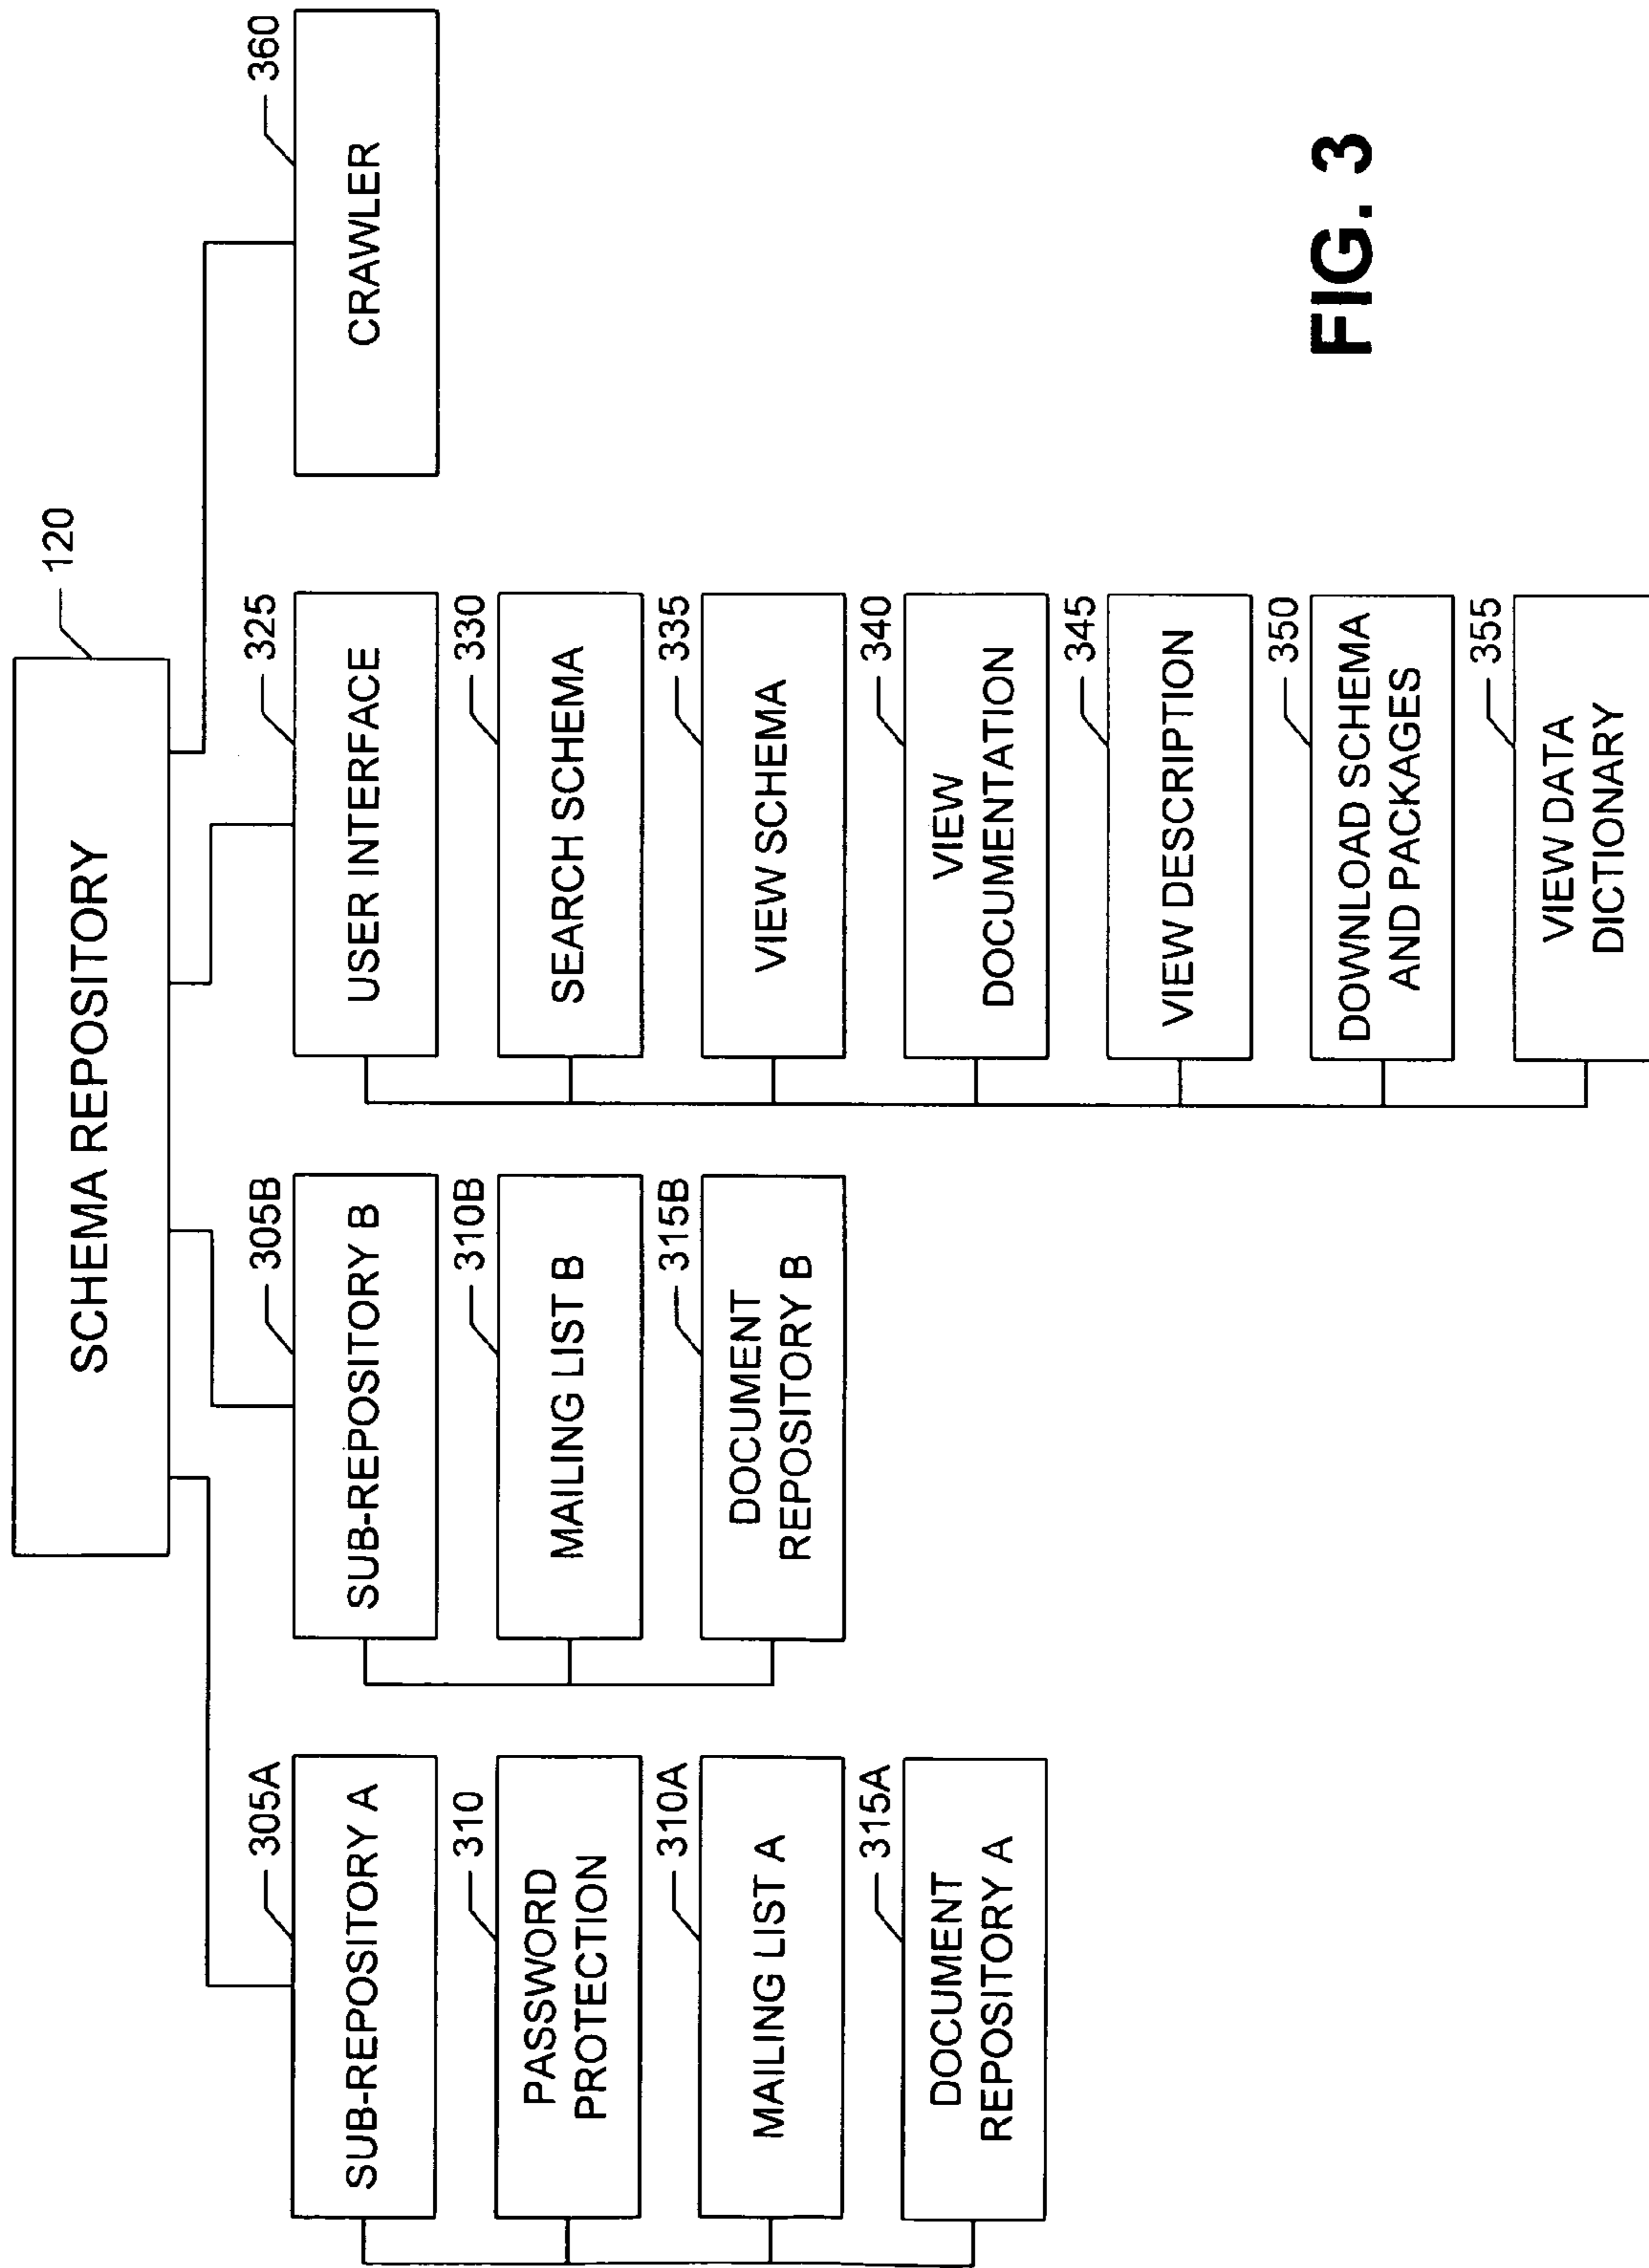 SCHEMA REPOSITORY
120
305A
SUB-REPOSITORY A
310
PASSWORD
PROTECTION
310A
MAILING LIST A
315A
DOCUMENT
REPOSITORY A
305B
SUB-REPOSITORY B
310B
MAILING LIST B
315B
DOCUMENT
REPOSITORY B
325
USER INTERFACE
330
SEARCH SCHEMA
335
VIEW SCHEMA
340
VIEW
DOCUMENTATION
345
VIEW DESCRIPTION
350
DOWNLOAD SCHEMA
AND PACKAGES
355
VIEW DATA
DICTIONARY
360
CRAWLER
FIG. 3